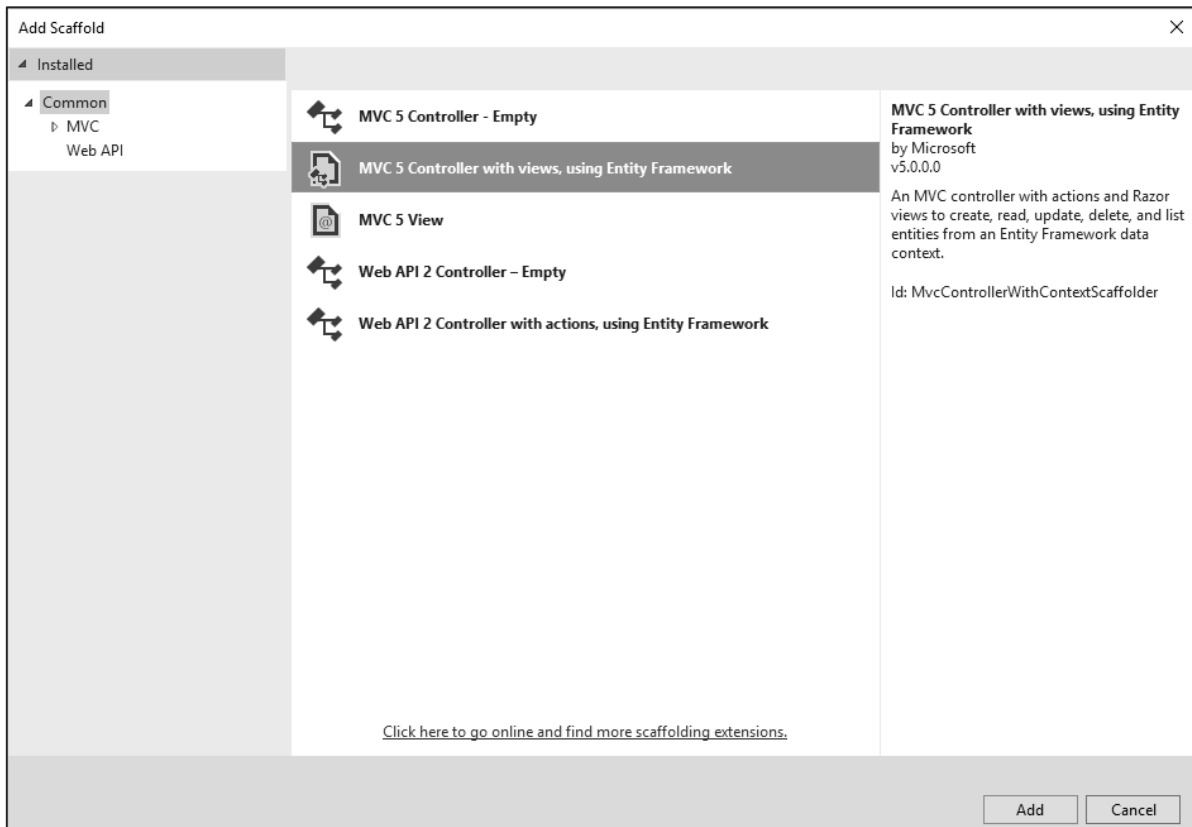 Add Scaffold
Installed
Common
MVC
Web API
MVC 5 Controller - Empty
MVC 5 Controller with views, using Entity Framework
MVC 5 View
Web API 2 Controller – Empty
Web API 2 Controller with actions, using Entity Framework
Click here to go online and find more scaffolding extensions.
MVC 5 Controller with views, using Entity
Framework
by Microsoft
v5.0.0.0
An MVC controller with actions and Razor
views to create, read, update, delete, and list
entities from an Entity Framework data
context.
Id: MvcControllerWithContextScaffolder
Add
Cancel